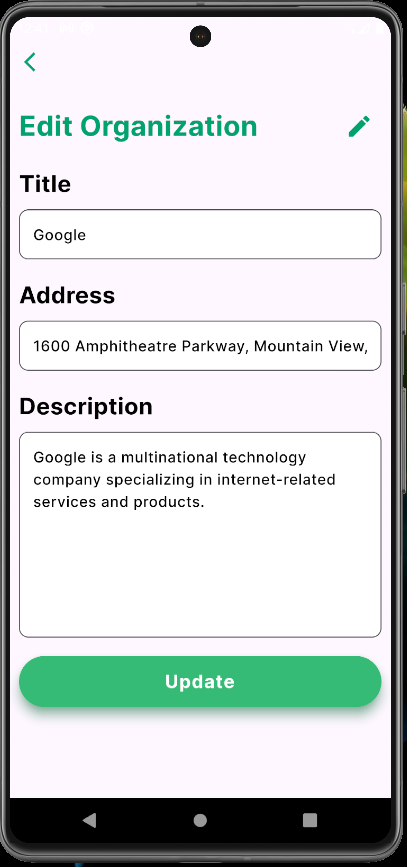 Edit Organization
Title
Google
Address
1600 Amphitheatre Parkway, Mountain View,
Description
Google is a multinational technology
company specializing in internet-related
services and products.
Update